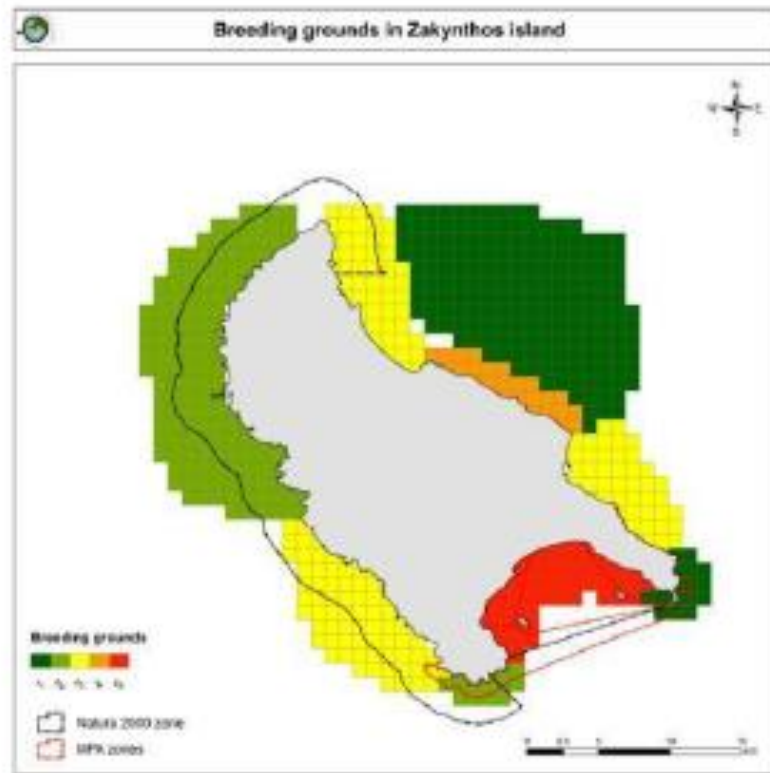 Breeding grounds in Zakynthos island
N
E
S
Breeding grounds
Natura 2000 zone
MPA zones